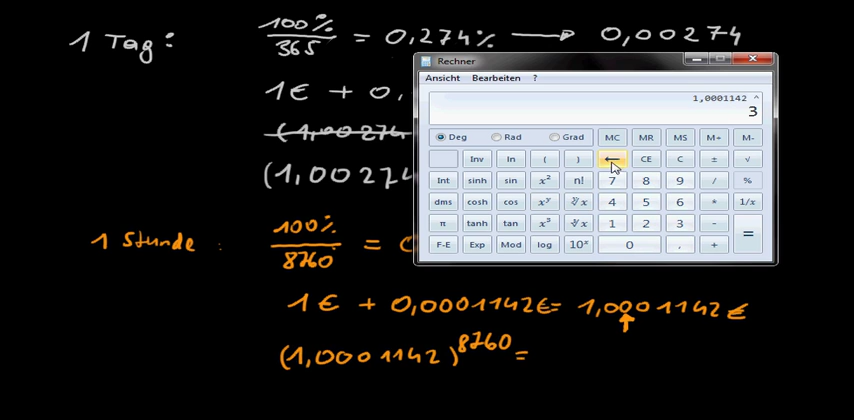 1 Tag: 100% / 365 = 0,274% → 0,00274
Rechner
Ansicht Bearbeiten ?
1€ + 0,
1,0001142 ^
3
(1,00274
Deg Rad Grad MC MR MS M+ M-
Inv ln ( ) ← CE C ± √
(1,00274
Int sinh sin x² n! 7 8 9 / %
dms cosh cos xʸ ʸ√x 4 5 6 * 1/x
π tanh tan x³ ³√x 1 2 3 - =
F-E Exp Mod log 10ˣ 0 , +
1 Stunde: 100% / 8760 = 0
1€ + 0,0001142€ = 1,0001142€
(1,0001142)^8760 =